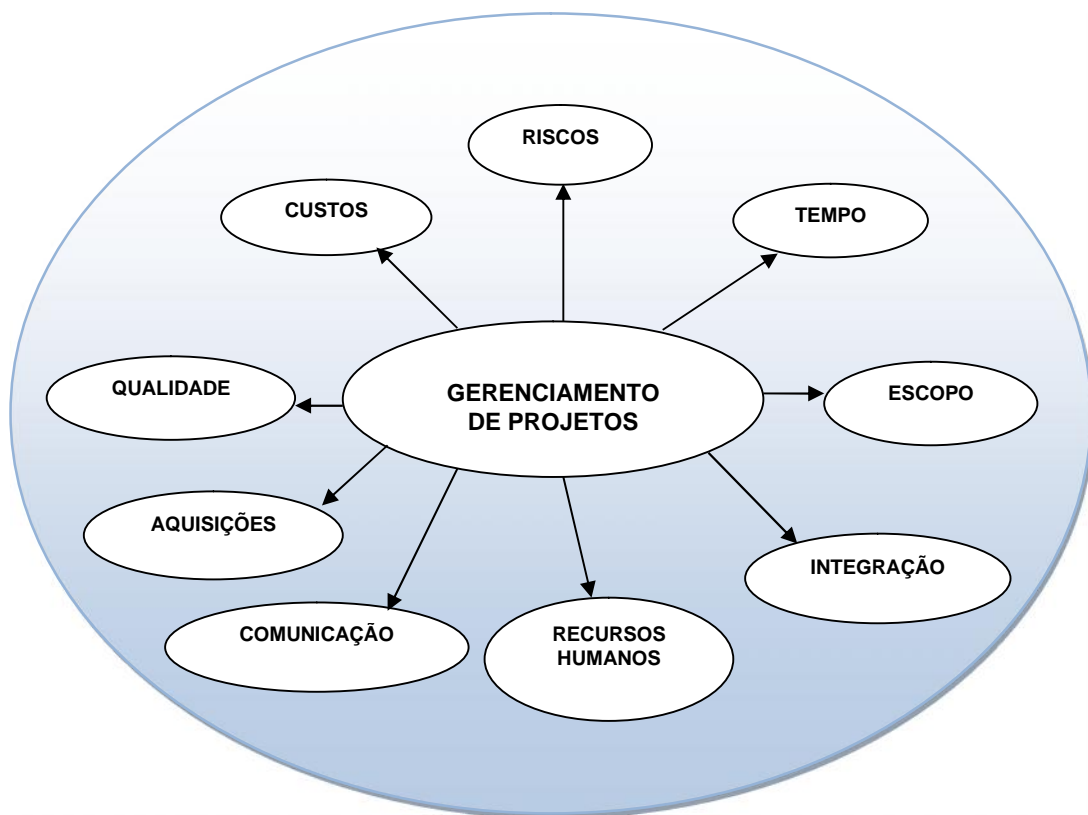 RISCOS
CUSTOS
TEMPO
QUALIDADE
GERENCIAMENTO
DE PROJETOS
ESCOPO
AQUISIÇÕES
INTEGRAÇÃO
COMUNICAÇÃO
RECURSOS
HUMANOS